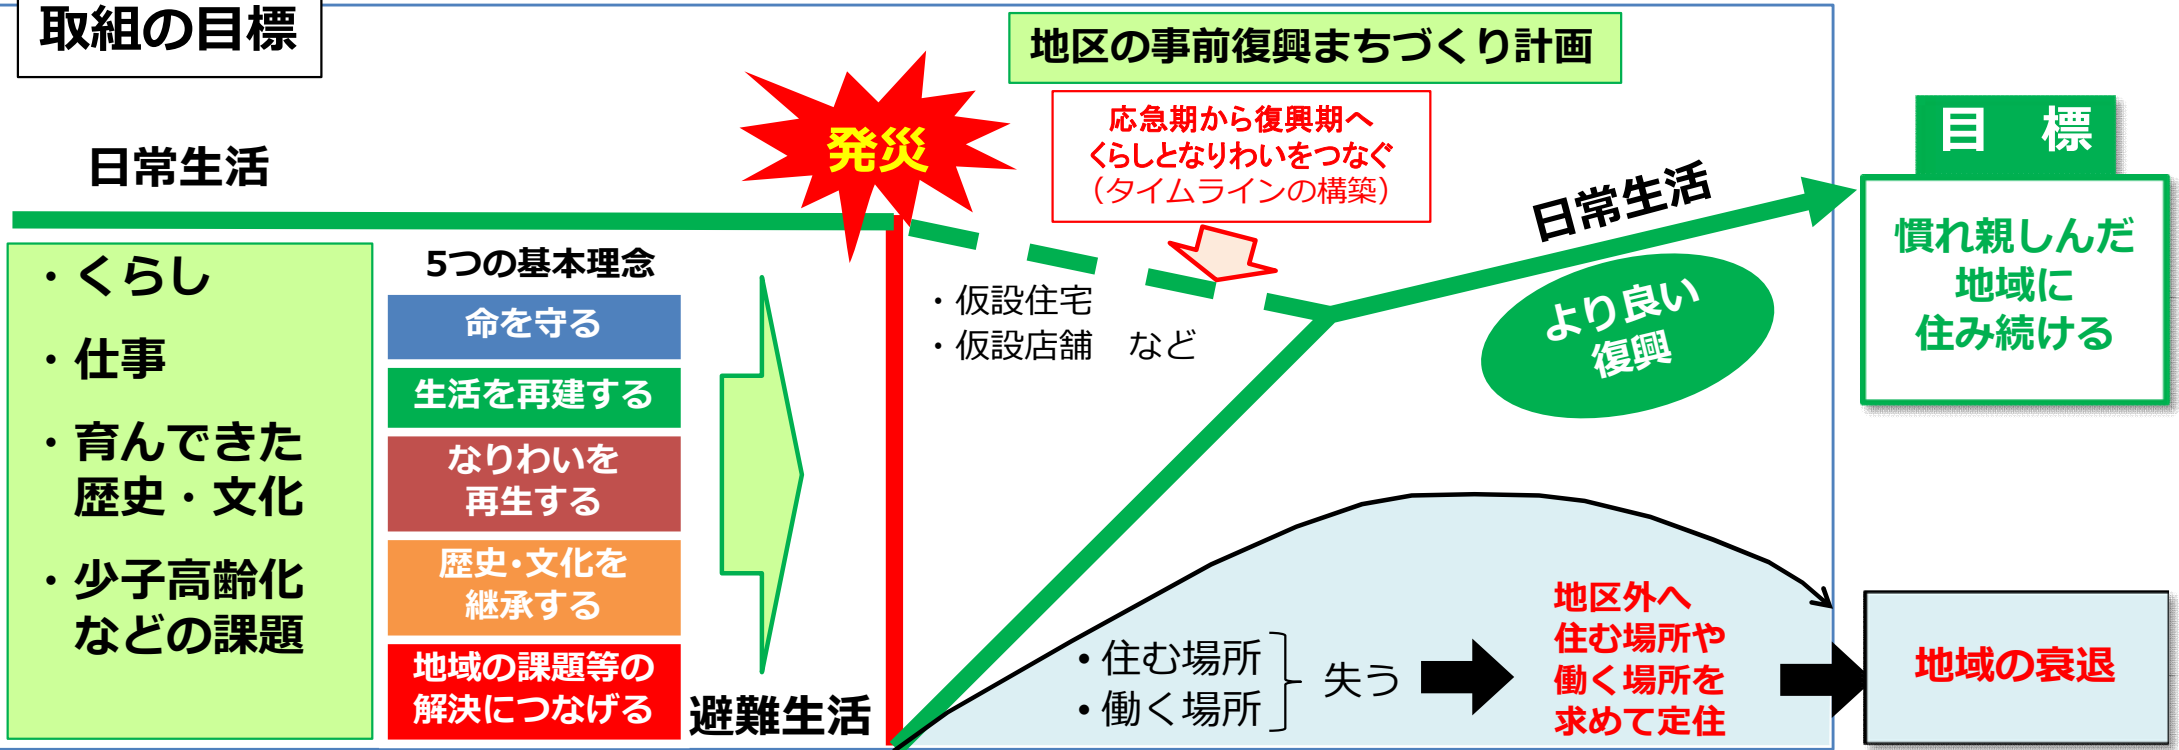 取組の目標
地区の事前復興まちづくり計画
発災
応急期から復興期へ
くらしとなりわいをつなぐ
（タイムラインの構築）
日常生活
日常生活
目　標
慣れ親しんだ
地域に
住み続ける
・くらし
・仕事
・育んできた
歴史・文化
・少子高齢化
などの課題
5つの基本理念
命を守る
生活を再建する
なりわいを
再生する
歴史・文化を
継承する
地域の課題等の
解決につなげる
避難生活
・仮設住宅
・仮設店舗　など
より良い
復興
・住む場所
・働く場所
失う
地区外へ
住む場所や
働く場所を
求めて定住
地域の衰退